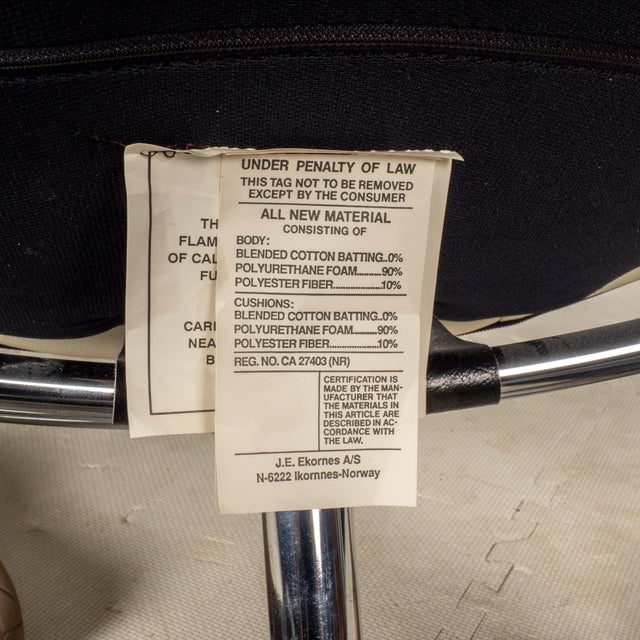 TH
FLAM
OF CAL
FU
CARE
NEA
B
UNDER PENALTY OF LAW
THIS TAG NOT TO BE REMOVED
EXCEPT BY THE CONSUMER
ALL NEW MATERIAL
CONSISTING OF
BODY:
BLENDED COTTON BATTING..0%
POLYURETHANE FOAM.........90%
POLYESTER FIBER...................10%
CUSHIONS:
BLENDED COTTON BATTING..0%
POLYURETHANE FOAM.........90%
POLYESTER FIBER...................10%
REG. NO. CA 27403 (NR)
CERTIFICATION IS
MADE BY THE MAN-
UFACTURER THAT
THE MATERIALS IN
THIS ARTICLE ARE
DESCRIBED IN AC-
CORDANCE WITH
THE LAW.
J.E. Ekornes A/S
N-6222 Ikornnes-Norway